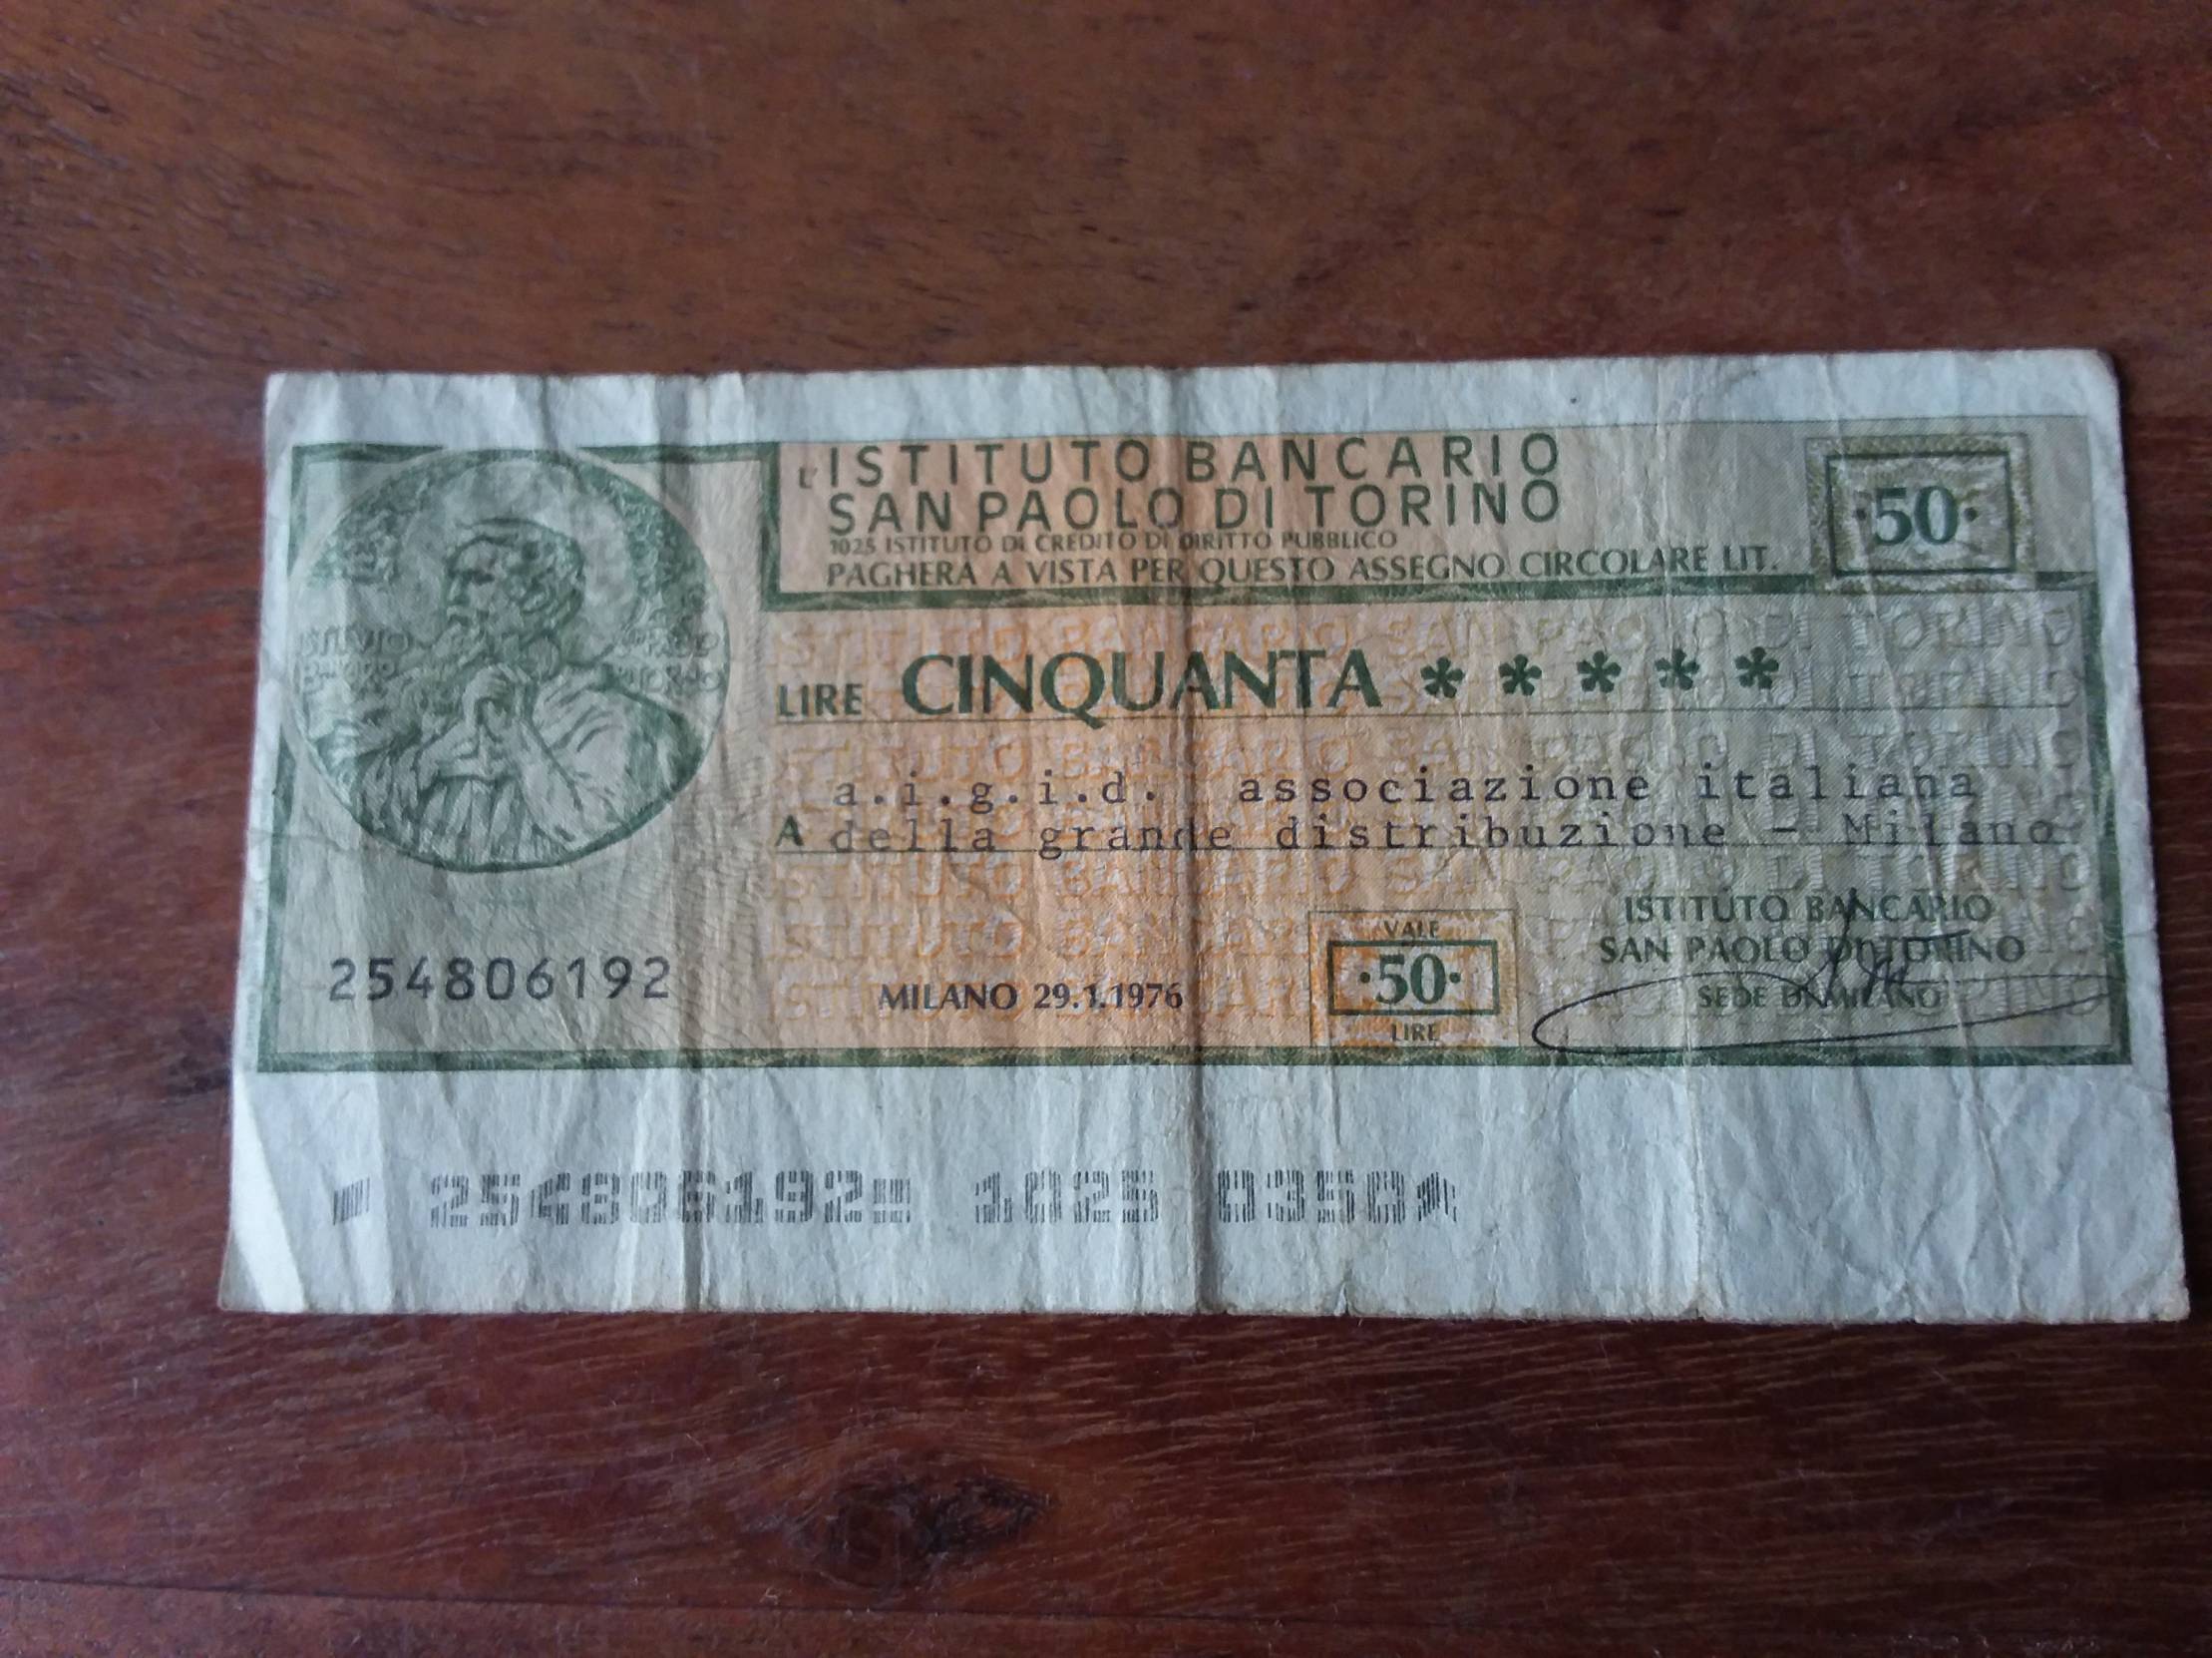 L'ISTITUTO BANCARIO
SAN PAOLO DI TORINO
1025 ISTITUTO DI CREDITO DI DIRITTO PUBBLICO
PAGHERÀ A VISTA PER QUESTO ASSEGNO CIRCOLARE LIT.
·50·
LIRE CINQUANTA * * * * *
a.i.g.i.d. associazione italiana
A della grande distribuzione - Milano
254806192
MILANO 29.1.1976
VALE
·50·
LIRE
ISTITUTO BANCARIO
SAN PAOLO DI TORINO
SEDE DI MILANO
254806192 1025 03504